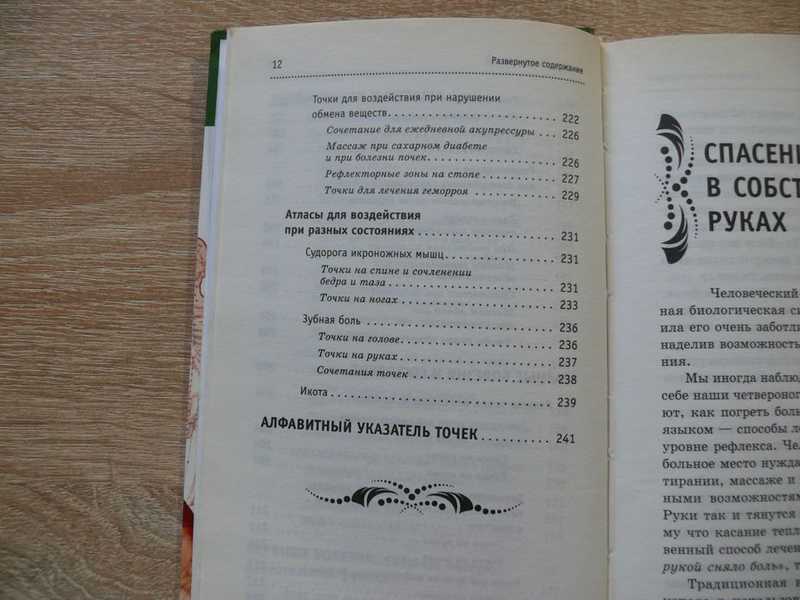 12
Развернутое содержание
Точки для воздействия при нарушении
обмена веществ 222
Сочетание для ежедневной акупрессуры 226
Массаж при сахарном диабете
и при болезни почек 226
Рефлекторные зоны на стопе 227
Точки для лечения геморроя 229
Атласы для воздействия
при разных состояниях 231
Судорога икроножных мышц 231
Точки на спине и сочленении
бедра и таза 231
Точки на ногах 233
Зубная боль 236
Точки на голове 236
Точки на руках 237
Сочетания точек 238
Икота 239
АЛФАВИТНЫЙ УКАЗАТЕЛЬ ТОЧЕК 241
СПАСЕНИ
В СОБСТ
РУКАХ
Человеческий
ная биологическая си
ила его очень заботл
наделив возможность
ния.
Мы иногда наблюд
себе наши четвероног
ют, как погреть боль
языком — способы ле
уровне рефлекса. Че
больное место нужда
тирании, массаже и
ными возможностям
Руки так и тянутся
му что касание тепл
венный способ лечен
рукой сняло боль», т
Традиционная